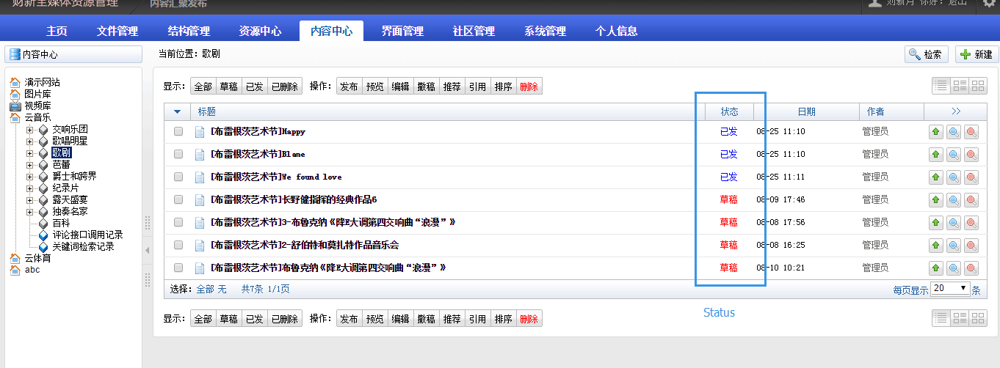 财新全媒体资源管理 内容汇聚发布 刘新月 你好! 退出
主页 文件管理 结构管理 资源中心 内容中心 界面管理 社区管理 系统管理 个人信息
内容中心
当前位置：歌剧
检索 新建
演示网站
图片库
视频库
云音乐
交响乐团
歌唱明星
歌剧
芭蕾
爵士和跨界
纪录片
露天盛宴
独奏名家
百科
评论接口调用记录
关键词检索记录
云体育
abc
显示： 全部 草稿 已发 已删除 操作： 发布 预览 编辑 撤稿 推荐 引用 排序 删除
标题 状态 日期 作者 >>
[布雷根茨艺术节]Happy 已发 08-25 11:10 管理员
[布雷根茨艺术节]Blame 已发 08-25 11:10 管理员
[布雷根茨艺术节]We found love 已发 08-25 11:11 管理员
[布雷根茨艺术节]长野健指挥的经典作品6 草稿 08-09 17:46 管理员
[布雷根茨艺术节]3-布鲁克纳《降E大调第四交响曲“浪漫”》 草稿 08-08 17:56 管理员
[布雷根茨艺术节]2-舒伯特和莫扎特作品音乐会 草稿 08-08 16:25 管理员
[布雷根茨艺术节]布鲁克纳《降E大调第四交响曲“浪漫”》 草稿 08-10 10:21 管理员
选择：全部 无 共7条 1/1页 每页显示 20 条
显示： 全部 草稿 已发 已删除 操作： 发布 预览 编辑 撤稿 推荐 引用 排序 删除
Status